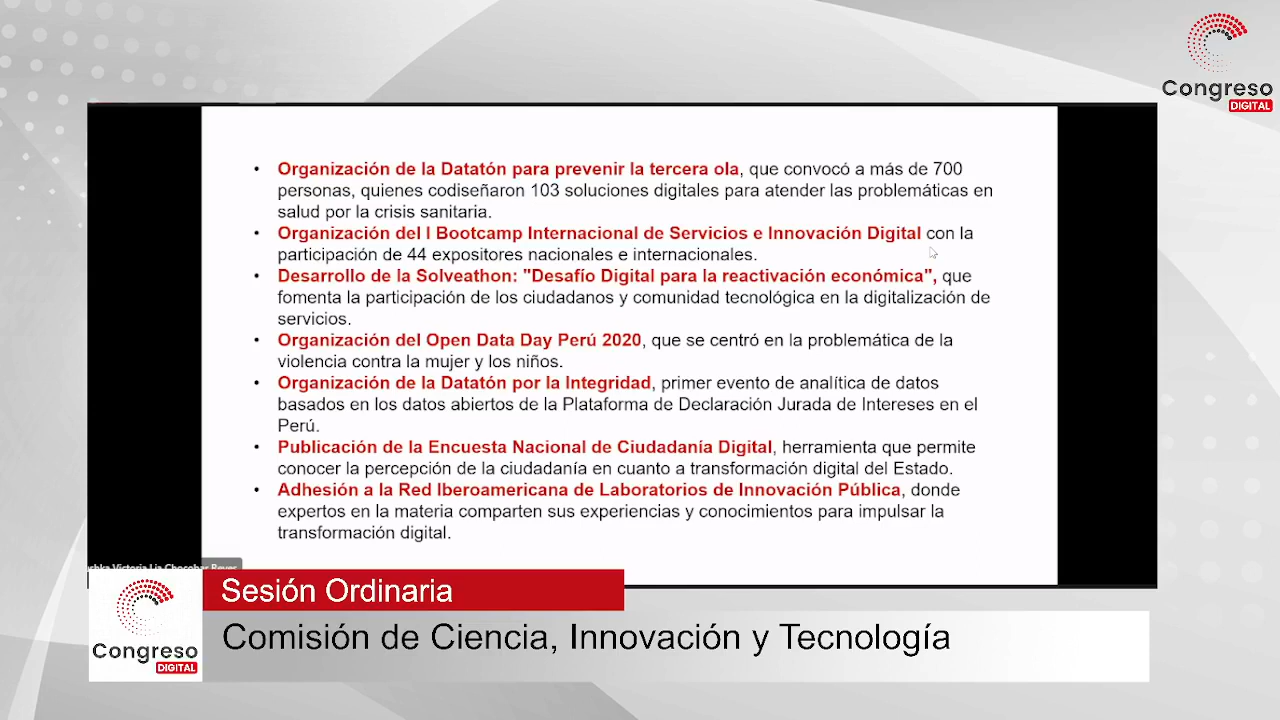 Congreso
DIGITAL
• Organización de la Datatón para prevenir la tercera ola, que convocó a más de 700
personas, quienes codiseñaron 103 soluciones digitales para atender las problemáticas en
salud por la crisis sanitaria.
• Organización del I Bootcamp Internacional de Servicios e Innovación Digital con la
participación de 44 expositores nacionales e internacionales.
• Desarrollo de la Solveathon: "Desafío Digital para la reactivación económica", que
fomenta la participación de los ciudadanos y comunidad tecnológica en la digitalización de
servicios.
• Organización del Open Data Day Perú 2020, que se centró en la problemática de la
violencia contra la mujer y los niños.
• Organización de la Datatón por la Integridad, primer evento de analítica de datos
basados en los datos abiertos de la Plataforma de Declaración Jurada de Intereses en el
Perú.
• Publicación de la Encuesta Nacional de Ciudadanía Digital, herramienta que permite
conocer la percepción de la ciudadanía en cuanto a transformación digital del Estado.
• Adhesión a la Red Iberoamericana de Laboratorios de Innovación Pública, donde
expertos en la materia comparten sus experiencias y conocimientos para impulsar la
transformación digital.
Victoria Lia Chocobar Reyes
Sesión Ordinaria
Comisión de Ciencia, Innovación y Tecnología
Congreso
DIGITAL